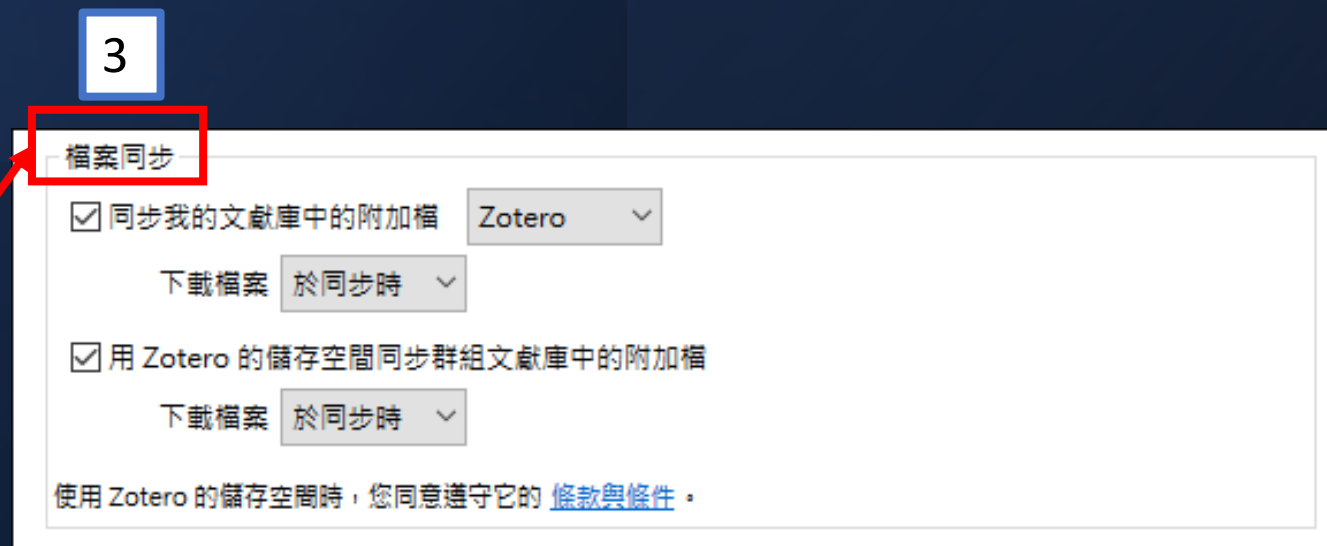 3
檔案同步
同步我的文獻庫中的附加檔 Zotero
下載檔案 於同步時
用 Zotero 的儲存空間同步群組文獻庫中的附加檔
下載檔案 於同步時
使用 Zotero 的儲存空間時，您同意遵守它的 條款與條件。